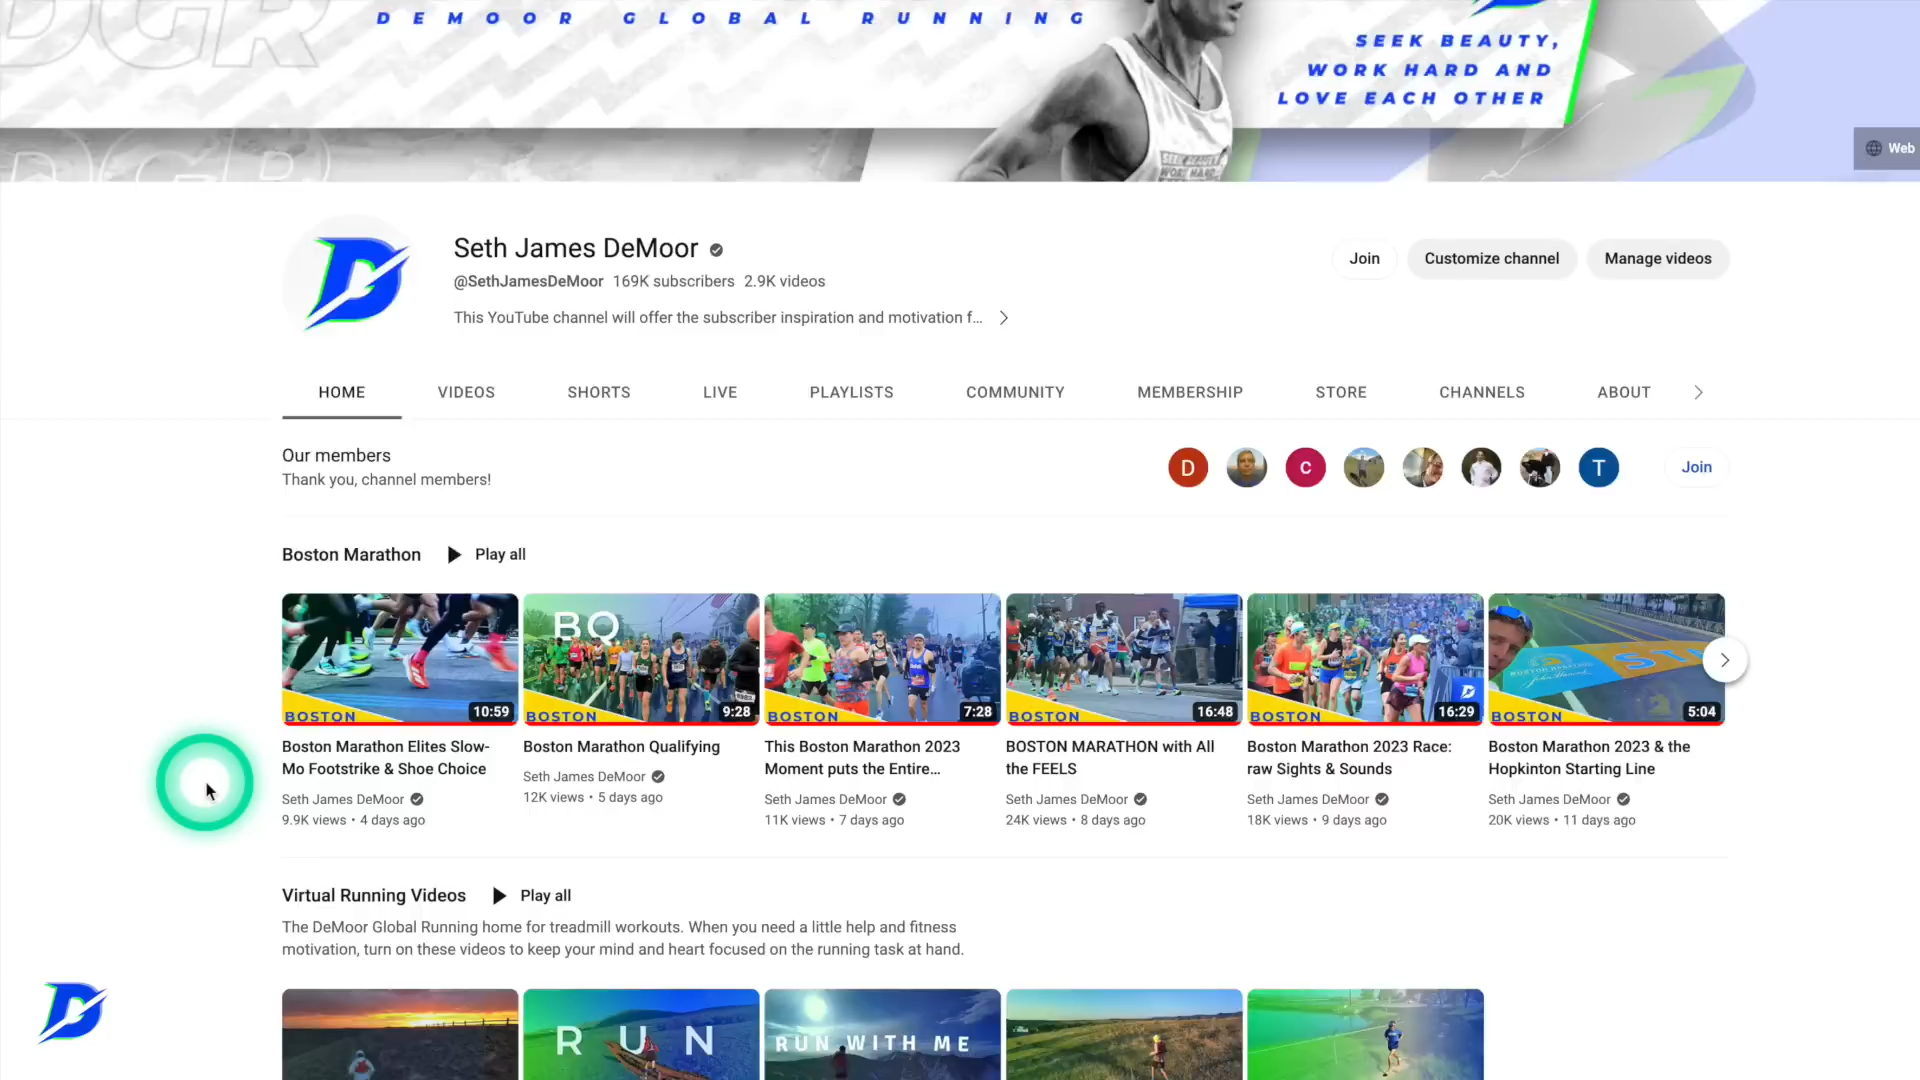 DEMOOR GLOBAL RUNNING
SEEK BEAUTY,
WORK HARD AND
LOVE EACH OTHER
DGR
DGR
SEEK BEAUTY
WORK HARD
Web
Seth James DeMoor
@SethJamesDeMoor 169K subscribers 2.9K videos
This YouTube channel will offer the subscriber inspiration and motivation f...
Join
Customize channel
Manage videos
HOME
VIDEOS
SHORTS
LIVE
PLAYLISTS
COMMUNITY
MEMBERSHIP
STORE
CHANNELS
ABOUT
Our members
Thank you, channel members!
D
C
T
Join
Boston Marathon
Play all
BOSTON
10:59
BQ
BOSTON
9:28
BOSTON
7:28
BOSTON
16:48
BOSTON
16:29
BOSTON
5:04
Boston Marathon Elites Slow-
Mo Footstrike & Shoe Choice
Seth James DeMoor
9.9K views • 4 days ago
Boston Marathon Qualifying
Seth James DeMoor
12K views • 5 days ago
This Boston Marathon 2023
Moment puts the Entire...
Seth James DeMoor
11K views • 7 days ago
BOSTON MARATHON with All
the FEELS
Seth James DeMoor
24K views • 8 days ago
Boston Marathon 2023 Race:
raw Sights & Sounds
Seth James DeMoor
18K views • 9 days ago
Boston Marathon 2023 & the
Hopkinton Starting Line
Seth James DeMoor
20K views • 11 days ago
Virtual Running Videos
Play all
The DeMoor Global Running home for treadmill workouts. When you need a little help and fitness
motivation, turn on these videos to keep your mind and heart focused on the running task at hand.
RUN
RUN WITH ME